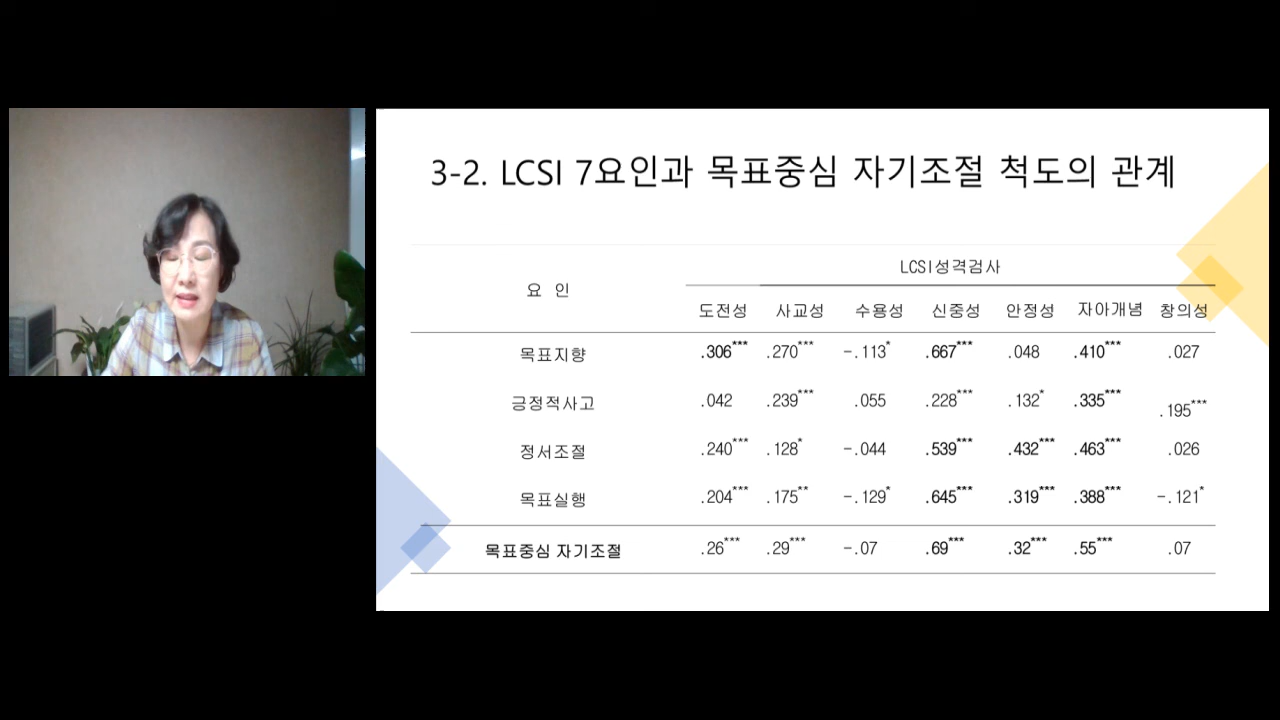 3-2. LCSI 7요인과 목표중심 자기조절 척도의 관계
요 인 LCSI성격검사
도전성 사교성 수용성 신중성 안정성 자아개념 창의성
목표지향 .306*** .270*** -.113* .667*** .048 .410*** .027
긍정적사고 .042 .239*** .055 .228*** .132* .335*** .195***
정서조절 .240*** .128* -.044 .539*** .432*** .463*** .026
목표실행 .204*** .175** -.129* .645*** .319*** .388*** -.121*
목표중심 자기조절 .26*** .29*** -.07 .69*** .32*** .55*** .07